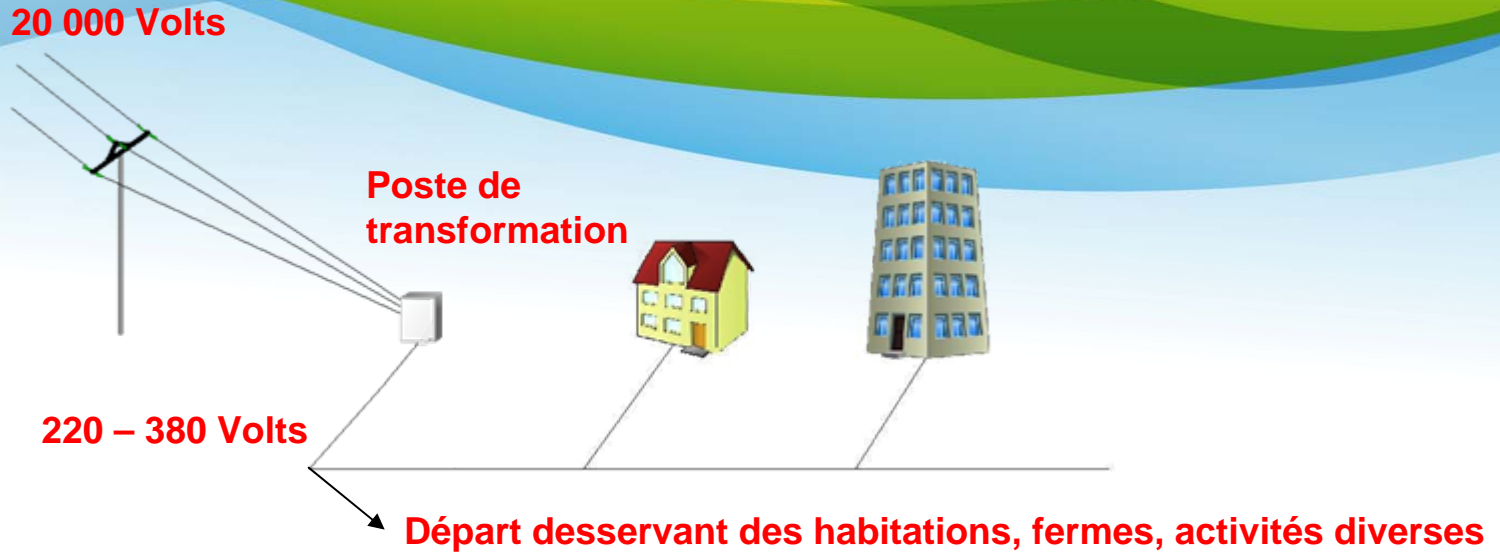 20 000 Volts
Poste de
transformation
220 – 380 Volts
Départ desservant des habitations, fermes, activités diverses